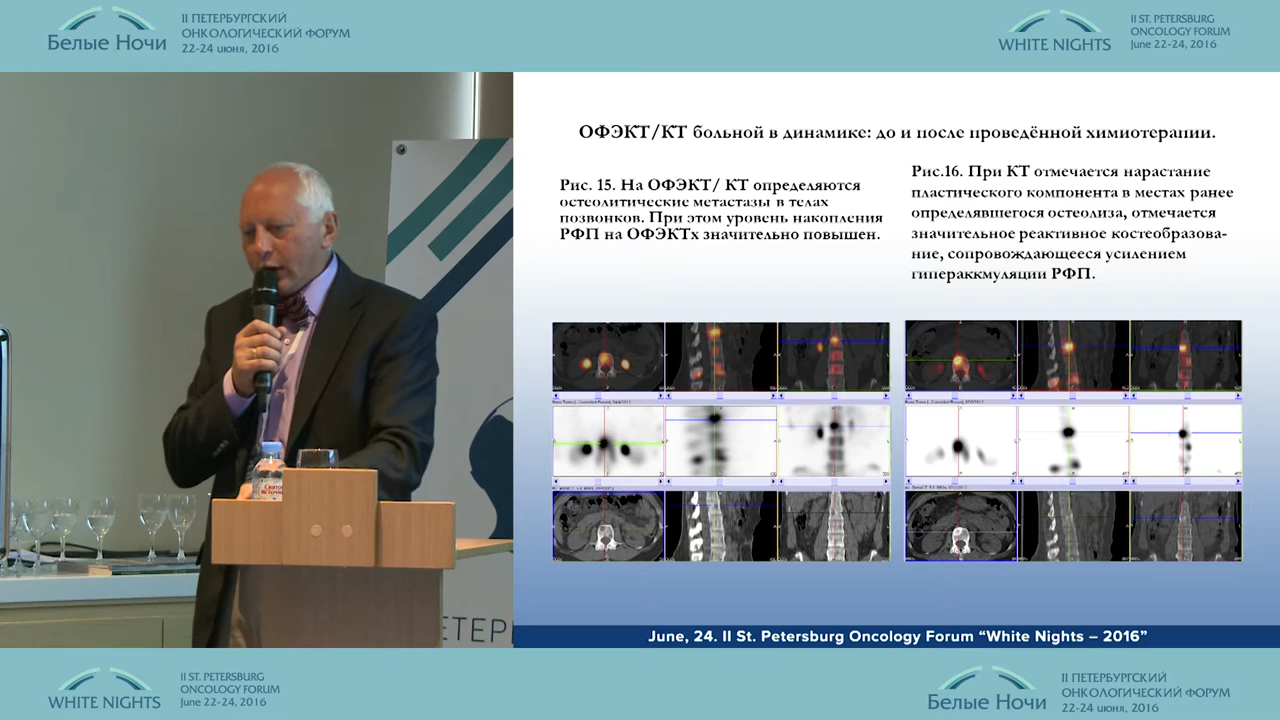 Белые Ночи
II ПЕТЕРБУРГСКИЙ
ОНКОЛОГИЧЕСКИЙ ФОРУМ
22-24 июня, 2016
WHITE NIGHTS
II ST. PETERSBURG
ONCOLOGY FORUM
June 22-24, 2016
ОФЭКТ/КТ больной в динамике: до и после проведённой химиотерапии.
Рис. 15. На ОФЭКТ/ КТ определяются
остеолитические метастазы в телах
позвонков. При этом уровень накопления
РФП на ОФЭКТх значительно повышен.
Рис.16. При КТ отмечается нарастание
пластического компонента в местах ранее
определявшегося остеолиза, отмечается
значительное реактивное костеобразова-
ние, сопровождающееся усилением
гипераккмуляции РФП.
ЕТЕР
June, 24. II St. Petersburg Oncology Forum “White Nights – 2016”
WHITE NIGHTS
II ST. PETERSBURG
ONCOLOGY FORUM
June 22-24, 2016
Белые Ночи
II ПЕТЕРБУРГСКИЙ
ОНКОЛОГИЧЕСКИЙ ФОРУМ
22-24 июня, 2016